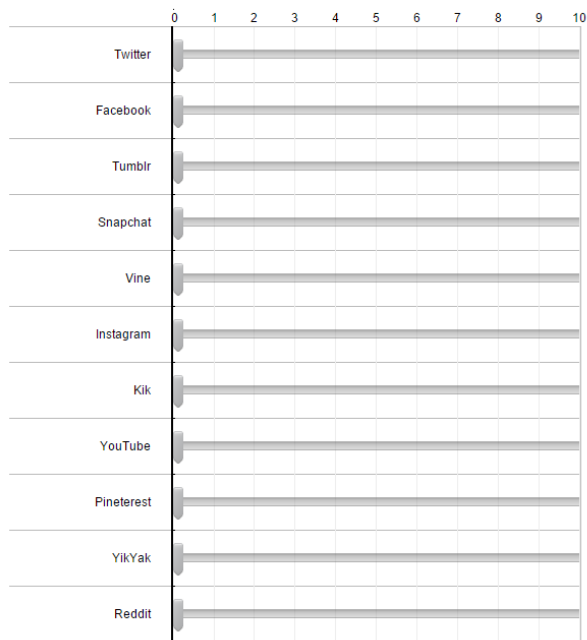 0 1 2 3 4 5 6 7 8 9 10
Twitter
Facebook
Tumblr
Snapchat
Vine
Instagram
Kik
YouTube
Pineterest
YikYak
Reddit